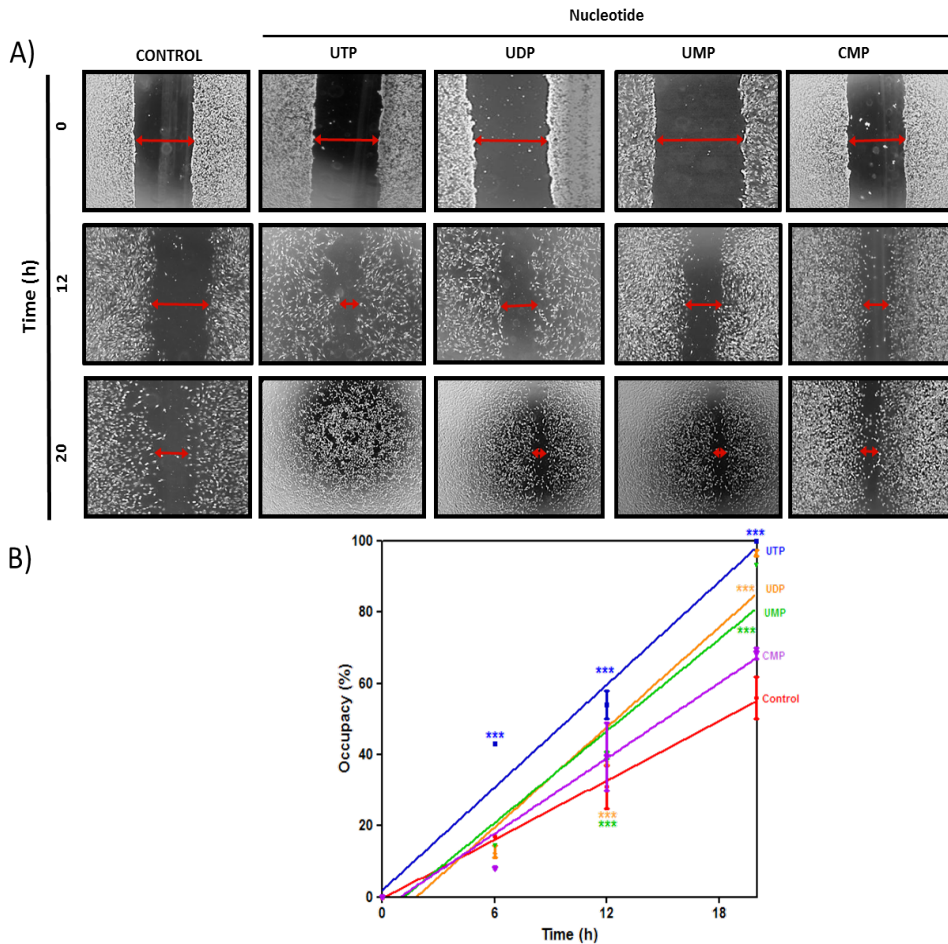 Nucleotide
A)
CONTROL UTP UDP UMP CMP
Time (h)
0
12
20
B)
Occupancy (%)
100
80
60
40
20
0
0 6 12 18
Time (h)
***
UTP
***
UDP
UMP
***
CMP
Control
***
***
***
***